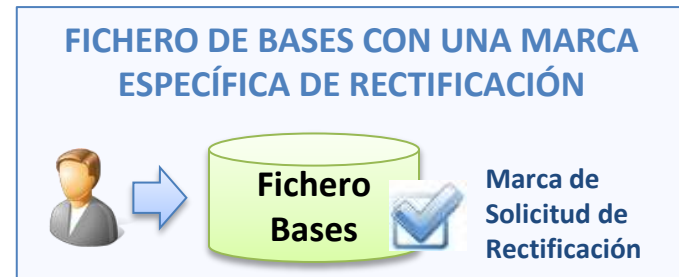 FICHERO DE BASES CON UNA MARCA
ESPECÍFICA DE RECTIFICACIÓN
Fichero
Bases
Marca de
Solicitud de
Rectificación